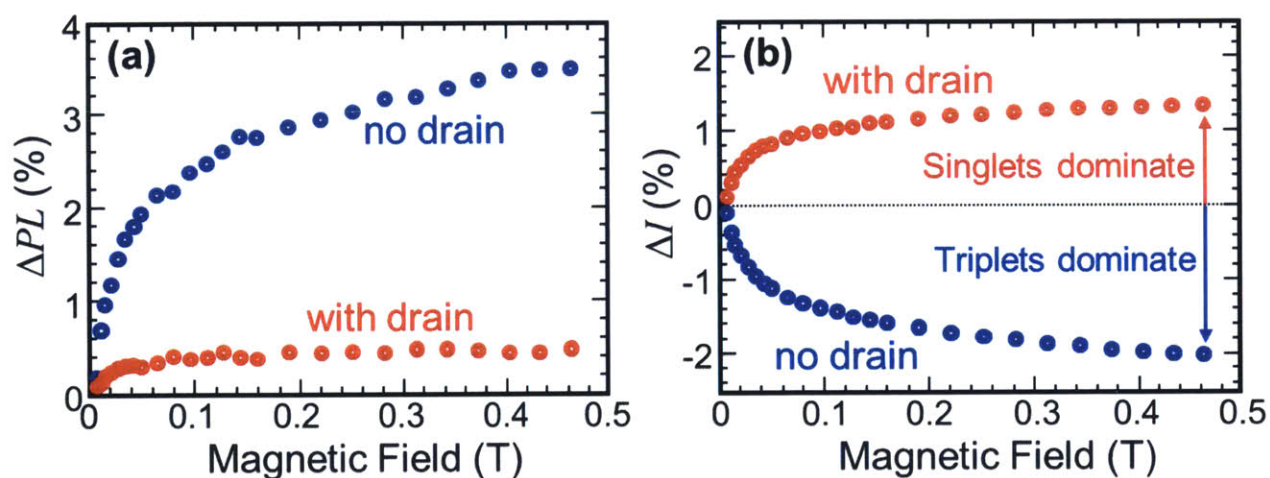 (a)
ΔPL (%)
4
3
2
1
0
no drain
with drain
0
0.1
0.2
0.3
0.4
0.5
Magnetic Field (T)
(b)
ΔI (%)
2
1
0
-1
-2
with drain
Singlets dominate
Triplets dominate
no drain
0
0.1
0.2
0.3
0.4
0.5
Magnetic Field (T)